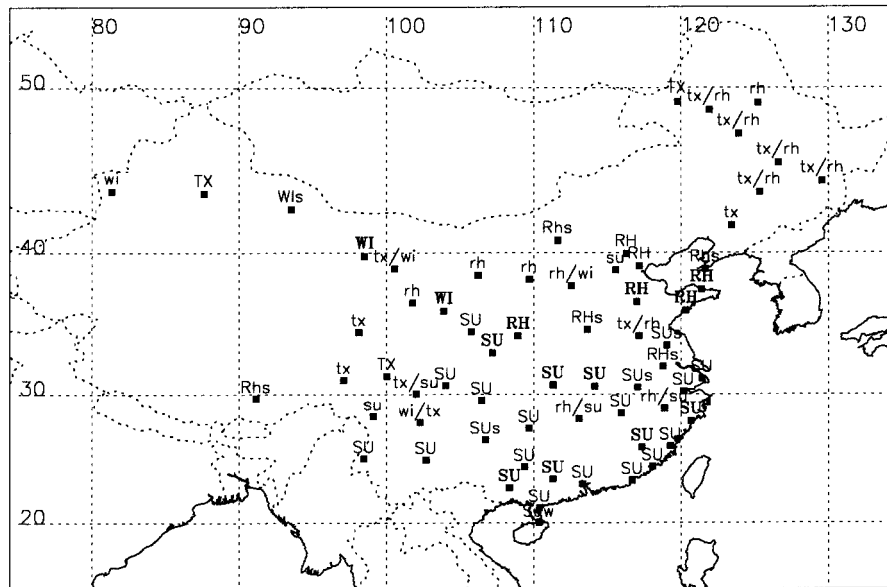 80 90 100 110 120 130
50
TX tx/rh rh
tx/rh
tx/rh tx/rh
wi TX WIs tx/rh
tx
40
Rhs RH
WI tx/wi rh rh rh/wi su RH Rhs
rh WI RH RH RH
tx SU SU RH RHs tx/rh SUs
RHs SU
tx TX tx/su SU SU SU SU SUs SU
30
Rhs su wi/tx SU rh/su SU rh/su SUs
SU SU SUs SU SU SU
SU SU SU SU SU SU
SU
20